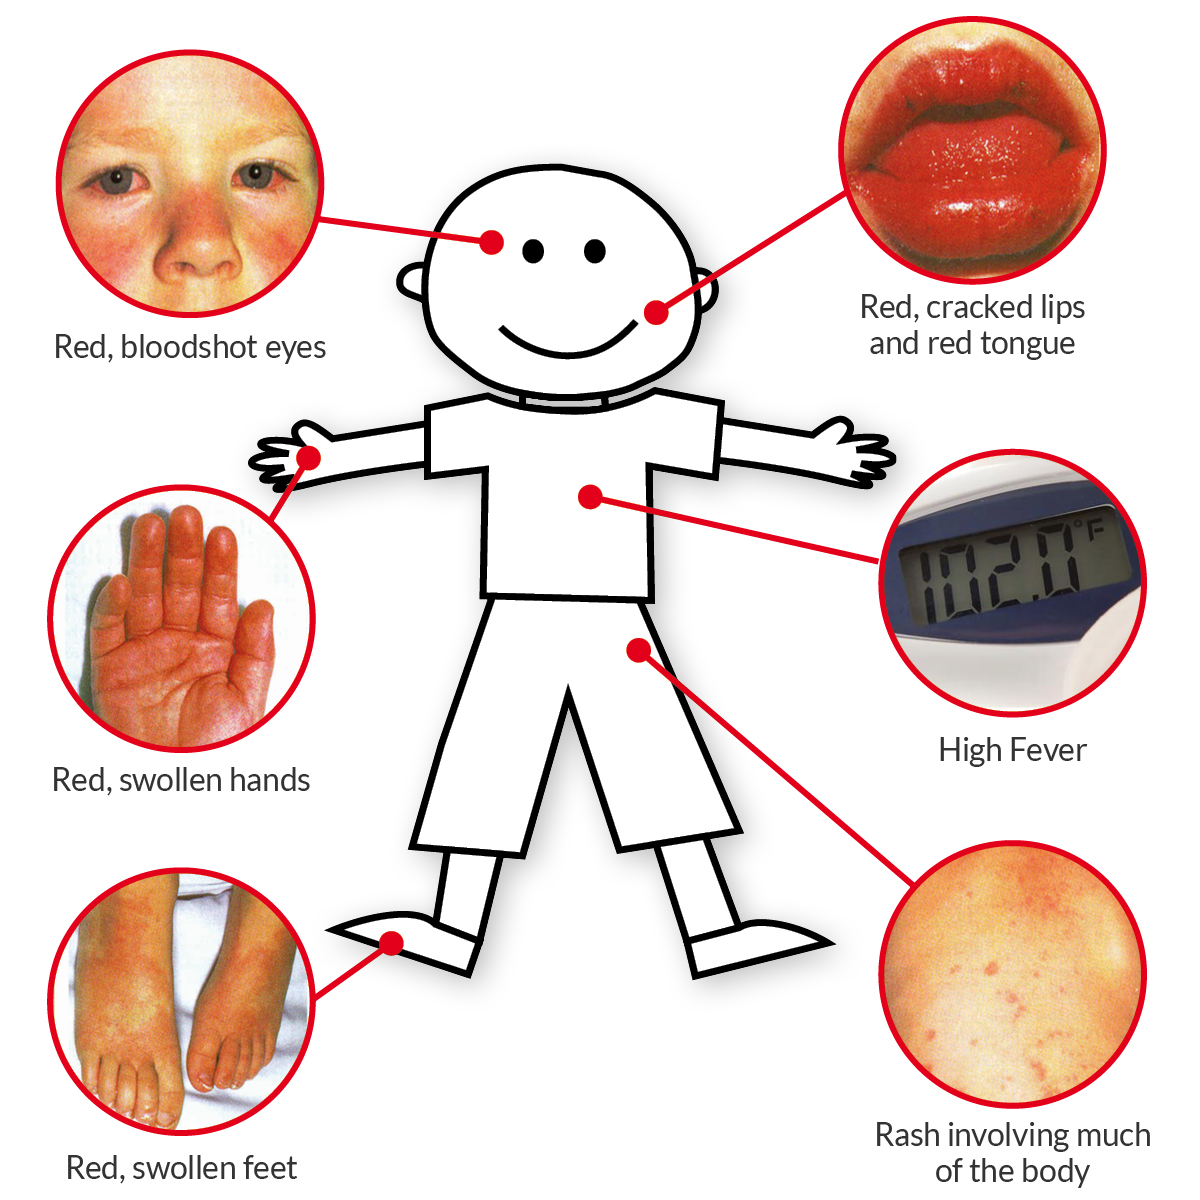 Red, bloodshot eyes
Red, cracked lips
and red tongue
102.0°F
Red, swollen hands
High Fever
Red, swollen feet
Rash involving much
of the body